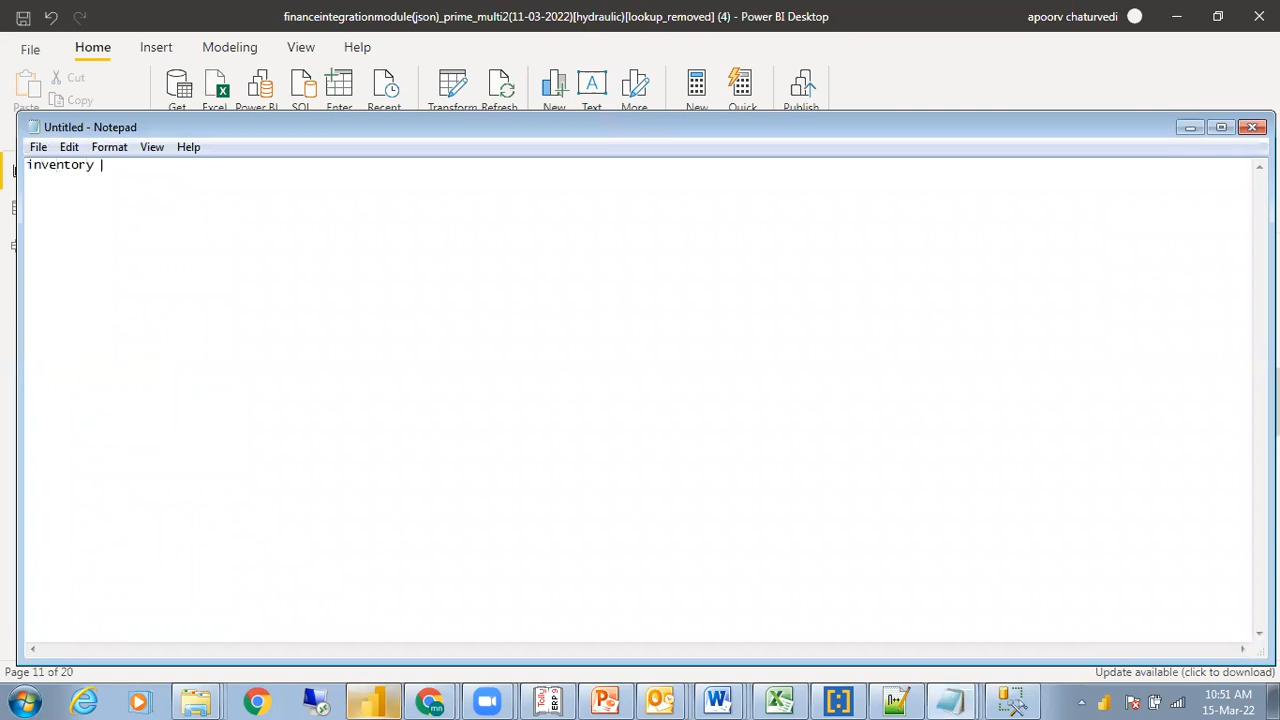 financeintegrationmodule(json)_prime_multi2(11-03-2022)[hydraulic)[lookup_removed] (4) - Power BI Desktop
apoorv chaturvedi
File Home Insert Modeling View Help
Cut
Copy
Paste Get Excel Power BI SQL Enter Recent Transform Refresh New Text More New Quick Publish
A
Untitled - Notepad
File Edit Format View Help
inventory
Page 11 of 20
Update available (click to download)
Tally ERP 9
10:51 AM
15-Mar-22